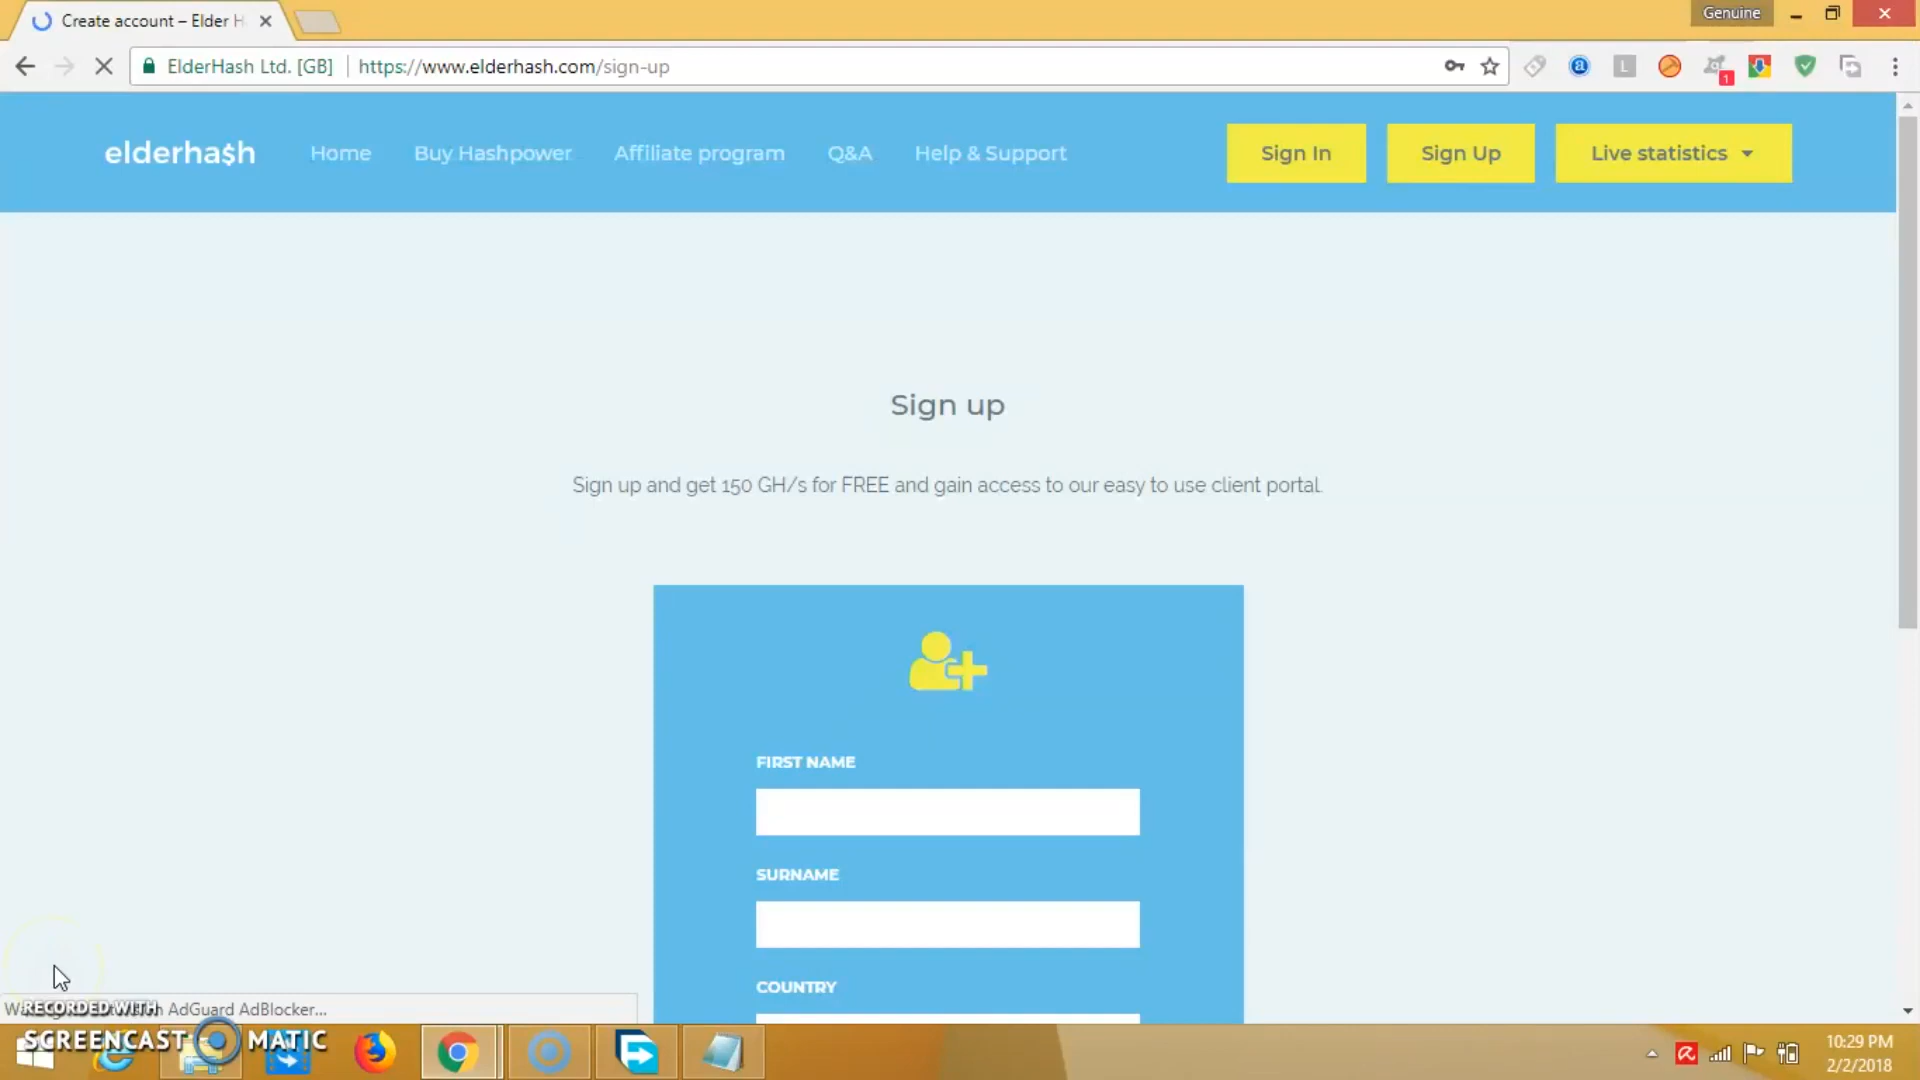 Create account – Elder H
Genuine
ElderHash Ltd. [GB]
https://www.elderhash.com/sign-up
a
L
1
elderha$h
Home
Buy Hashpower
Affiliate program
Q&A
Help & Support
Sign In
Sign Up
Live statistics
Sign up
Sign up and get 150 GH/s for FREE and gain access to our easy to use client portal.
FIRST NAME
SURNAME
COUNTRY
AdGuard AdBlocker...
RECORDED WITH
SCREENCAST MATIC
10:29 PM
2/2/2018